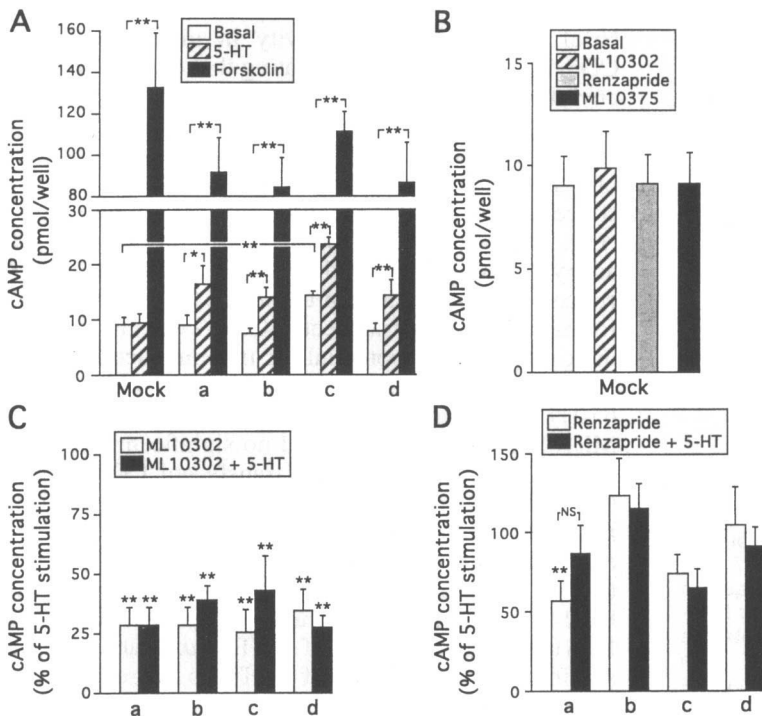 A
cAMP concentration
(pmol/well)
160
140
120
100
80
30
20
10
0
Basal
5-HT
Forskolin
**
**
**
**
**
**
*
**
**
**
Mock a b c d
B
cAMP concentration
(pmol/well)
15
10
5
0
Basal
ML10302
Renzapride
ML10375
Mock
C
cAMP concentration
(% of 5-HT stimulation)
100
75
50
25
0
ML10302
ML10302 + 5-HT
** ** ** ** ** ** ** **
a b c d
D
cAMP concentration
(% of 5-HT stimulation)
150
100
50
0
Renzapride
Renzapride + 5-HT
NS
**
a b c d